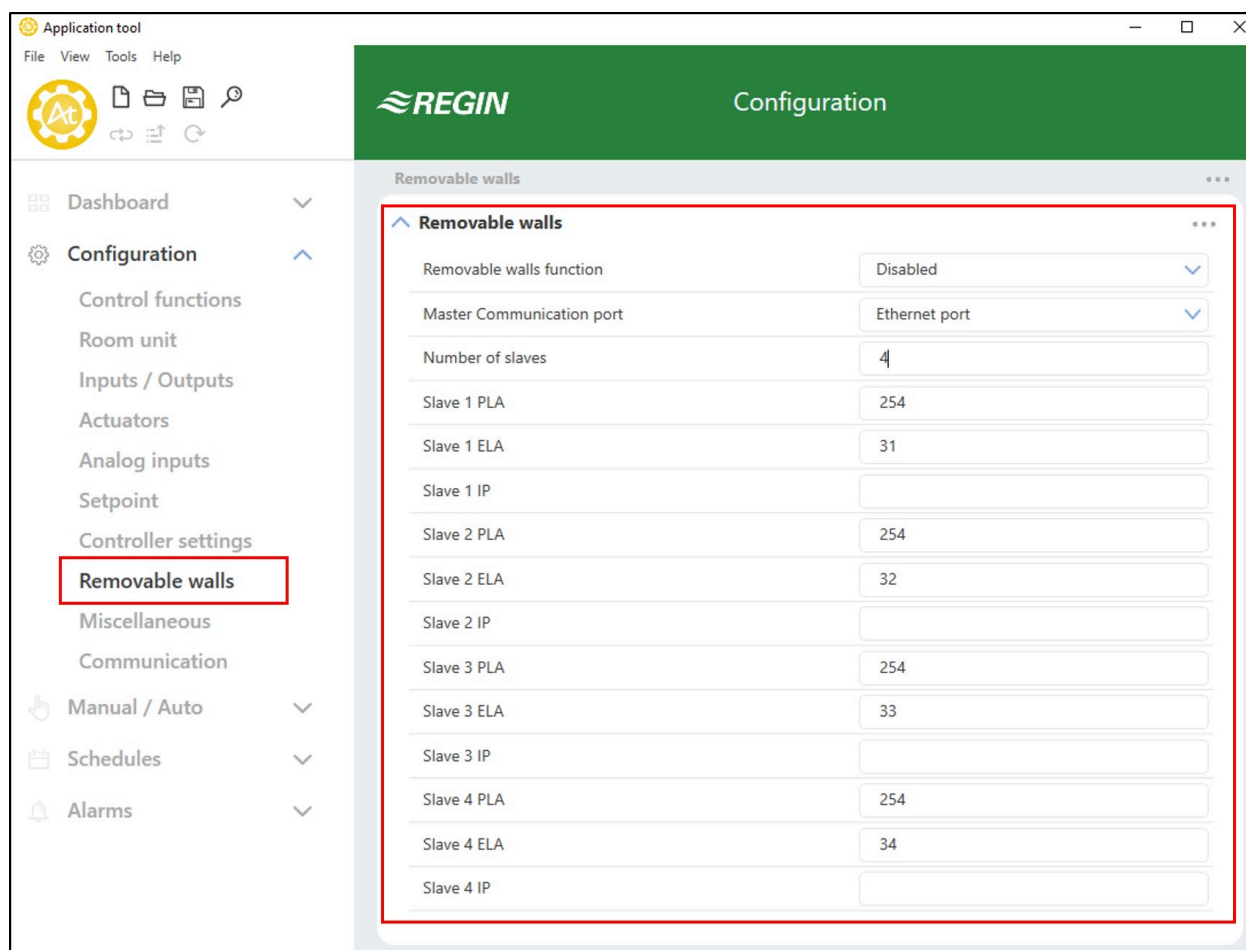 Application tool
File View Tools Help
At
REGIN
Configuration
Dashboard
Configuration
Control functions
Room unit
Inputs / Outputs
Actuators
Analog inputs
Setpoint
Controller settings
Removable walls
Miscellaneous
Communication
Manual / Auto
Schedules
Alarms
Removable walls
Removable walls
Removable walls function Disabled
Master Communication port Ethernet port
Number of slaves 4
Slave 1 PLA 254
Slave 1 ELA 31
Slave 1 IP
Slave 2 PLA 254
Slave 2 ELA 32
Slave 2 IP
Slave 3 PLA 254
Slave 3 ELA 33
Slave 3 IP
Slave 4 PLA 254
Slave 4 ELA 34
Slave 4 IP